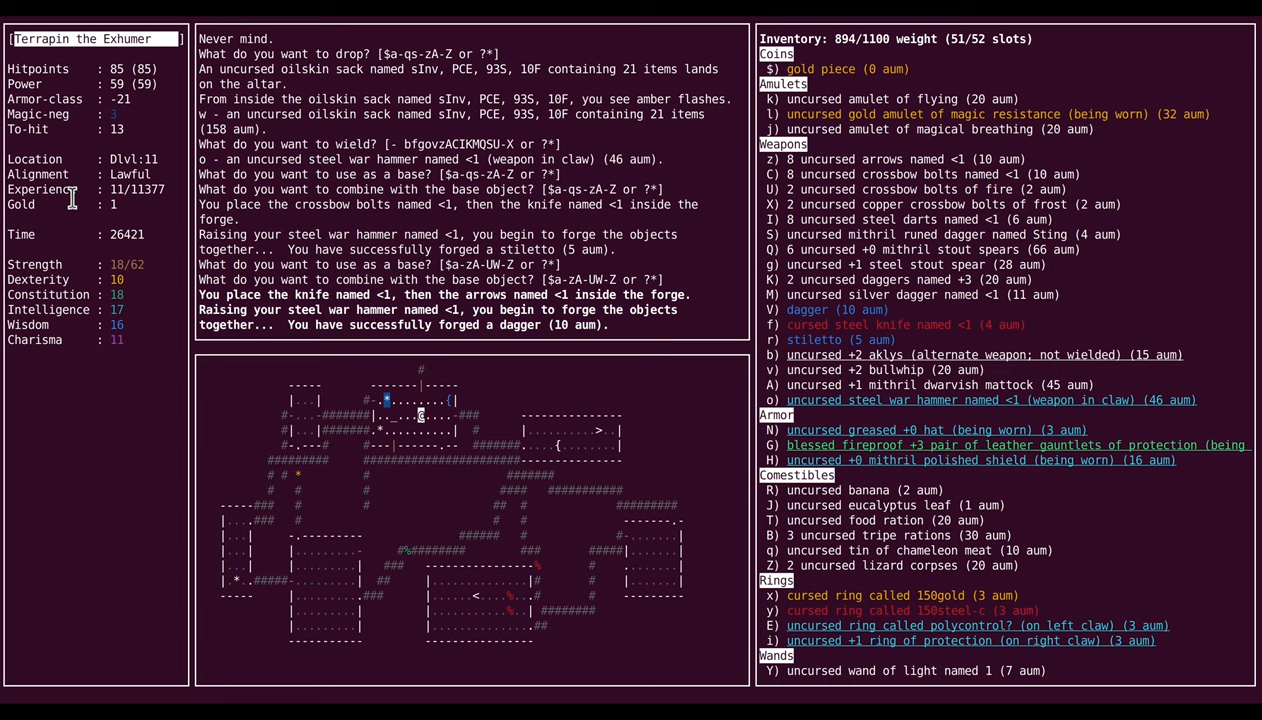 [Terrapin the Exhumer ]
Hitpoints : 85 (85)
Power : 59 (59)
Armor-class : -21
Magic-neg : 3
To-hit : 13
Location : Dlvl:11
Alignment : Lawful
Experience : 11/11377
Gold : 1
Time : 26421
Strength : 18/62
Dexterity : 10
Constitution : 18
Intelligence : 17
Wisdom : 16
Charisma : 11
Never mind.
What do you want to drop? [$a-qs-zA-Z or ?*]
An uncursed oilskin sack named sInv, PCE, 93S, 10F containing 21 items lands
on the altar.
From inside the oilskin sack named sInv, PCE, 93S, 10F, you see amber flashes.
w - an uncursed oilskin sack named sInv, PCE, 93S, 10F containing 21 items
(158 aum).
What do you want to wield? [- bfgovzACIKMQSU-X or ?*]
o - an uncursed steel war hammer named <1 (weapon in claw) (46 aum).
What do you want to use as a base? [$a-qs-zA-Z or ?*]
What do you want to combine with the base object? [$a-qs-zA-Z or ?*]
You place the crossbow bolts named <1, then the knife named <1 inside the
forge.
Raising your steel war hammer named <1, you begin to forge the objects
together... You have successfully forged a stiletto (5 aum).
What do you want to use as a base? [$a-zA-UW-Z or ?*]
What do you want to combine with the base object? [$a-zA-UW-Z or ?*]
You place the knife named <1, then the arrows named <1 inside the forge.
Raising your steel war hammer named <1, you begin to forge the objects
together... You have successfully forged a dagger (10 aum).
Inventory: 894/1100 weight (51/52 slots)
Coins
$) gold piece (0 aum)
Amulets
k) uncursed amulet of flying (20 aum)
l) uncursed gold amulet of magic resistance (being worn) (32 aum)
j) uncursed amulet of magical breathing (20 aum)
Weapons
z) 8 uncursed arrows named <1 (10 aum)
C) 8 uncursed crossbow bolts named <1 (10 aum)
U) 2 uncursed crossbow bolts of fire (2 aum)
X) 2 uncursed copper crossbow bolts of frost (2 aum)
I) 8 uncursed steel darts named <1 (6 aum)
S) uncursed mithril runed dagger named Sting (4 aum)
Q) 6 uncursed +0 mithril stout spears (66 aum)
g) uncursed +1 steel stout spear (28 aum)
K) 2 uncursed daggers named +3 (20 aum)
M) uncursed silver dagger named <1 (11 aum)
V) dagger (10 aum)
f) cursed steel knife named <1 (4 aum)
r) stiletto (5 aum)
b) uncursed +2 aklys (alternate weapon; not wielded) (15 aum)
v) uncursed +2 bullwhip (20 aum)
A) uncursed +1 mithril dwarvish mattock (45 aum)
o) uncursed steel war hammer named <1 (weapon in claw) (46 aum)
Armor
N) uncursed greased +0 hat (being worn) (3 aum)
G) blessed fireproof +3 pair of leather gauntlets of protection (being
H) uncursed +0 mithril polished shield (being worn) (16 aum)
Comestibles
R) uncursed banana (2 aum)
J) uncursed eucalyptus leaf (1 aum)
T) uncursed food ration (20 aum)
B) 3 uncursed tripe rations (30 aum)
q) uncursed tin of chameleon meat (10 aum)
Z) 2 uncursed lizard corpses (20 aum)
Rings
x) cursed ring called 150gold (3 aum)
y) cursed ring called 150steel-c (3 aum)
E) uncursed ring called polycontrol? (on left claw) (3 aum)
i) uncursed +1 ring of protection (on right claw) (3 aum)
Wands
Y) uncursed wand of light named 1 (7 aum)